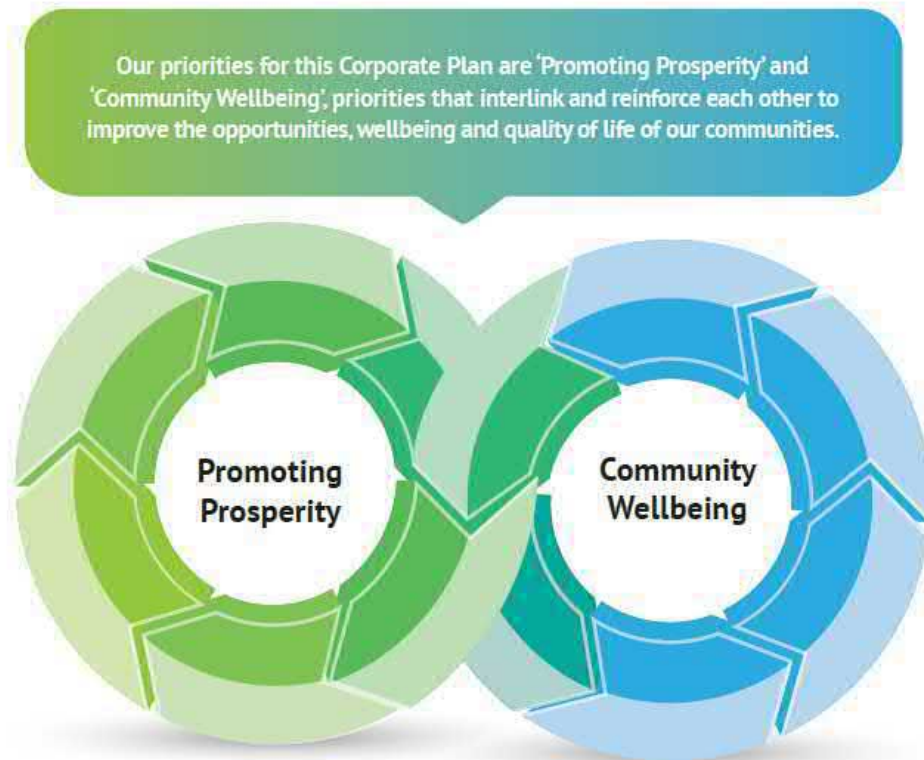 Our priorities for this Corporate Plan are ‘Promoting Prosperity’ and
‘Community Wellbeing’, priorities that interlink and reinforce each other to
improve the opportunities, wellbeing and quality of life of our communities.
Promoting
Prosperity
Community
Wellbeing